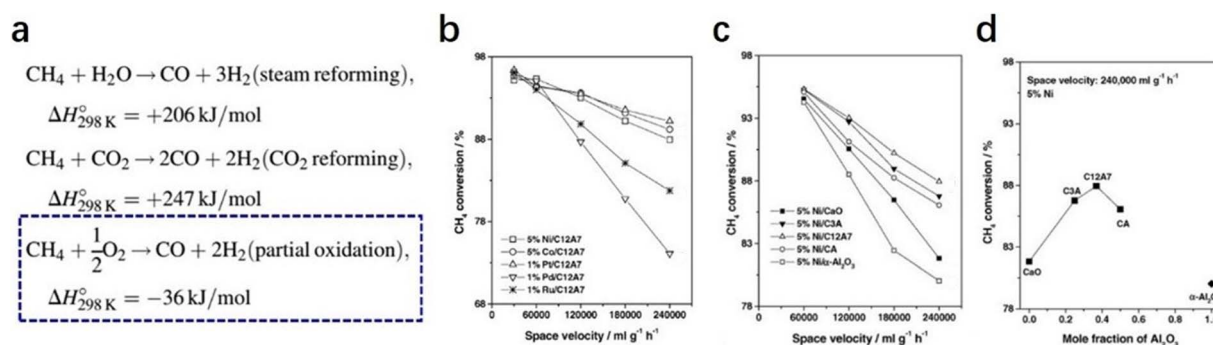 a
CH₄ + H₂O → CO + 3H₂(steam reforming),
ΔH°₂₉₈ K = +206 kJ/mol
CH₄ + CO₂ → 2CO + 2H₂(CO₂ reforming),
ΔH°₂₉₈ K = +247 kJ/mol
CH₄ + 1/2 O₂ → CO + 2H₂(partial oxidation),
ΔH°₂₉₈ K = −36 kJ/mol
b
CH₄ conversion / %
98
88
78
68
5% Ni/C12A7
5% Co/C12A7
1% Pt/C12A7
1% Pd/C12A7
1% Ru/C12A7
0 60000 120000 180000 240000
Space velocity / ml g⁻¹ h⁻¹
c
CH₄ conversion / %
98
93
88
83
78
5% Ni/CaO
5% Ni/C3A
5% Ni/C12A7
5% Ni/CA
5% Ni/α-Al₂O₃
0 60000 120000 180000 240000
Space velocity / ml g⁻¹ h⁻¹
d
Space velocity: 240,000 ml g⁻¹ h⁻¹
5% Ni
CH₄ conversion / %
98
93
88
83
78
C12A7
C3A
CA
CaO
α-Al₂O
0.0 0.2 0.4 0.6 0.8 1.
Mole fraction of Al₂O₃